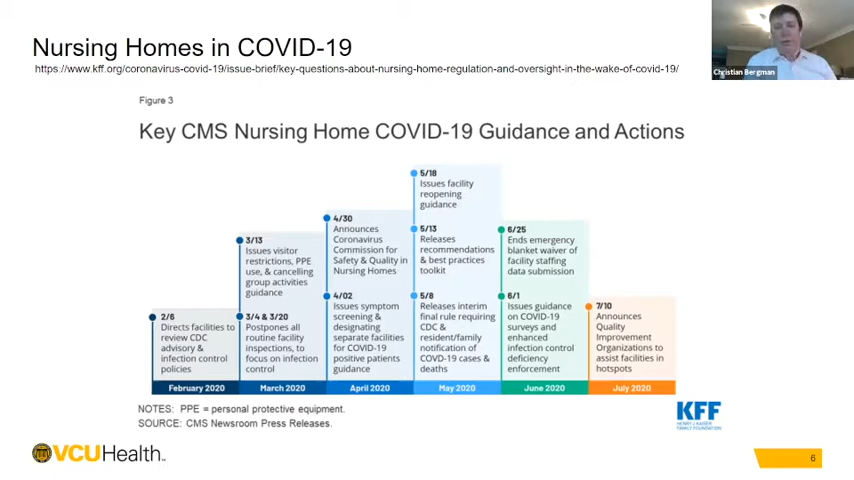 Nursing Homes in COVID-19
https://www.kff.org/coronavirus-covid-19/issue-brief/key-questions-about-nursing-home-regulation-and-oversight-in-the-wake-of-covid-19/
Christian Bergman
Figure 3
Key CMS Nursing Home COVID-19 Guidance and Actions
2/6
Directs facilities to
review CDC
advisory &
infection control
policies
February 2020
3/13
Issues visitor
restrictions, PPE
use, & cancelling
group activities
guidance
3/4 & 3/20
Postpones all
routine facility
inspections, to
focus on infection
control
March 2020
4/30
Announces
Coronavirus
Commission for
Safety & Quality in
Nursing Homes
4/02
Issues symptom
screening &
designating
separate facilities
for COVID-19
positive patients
guidance
April 2020
5/18
Issues facility
reopening
guidance
5/13
Releases
recommendations
& best practices
toolkit
5/8
Releases interim
final rule requiring
CDC &
resident/family
notification of
COVD-19 cases &
deaths
May 2020
6/25
Ends emergency
blanket waiver of
facility staffing
data submission
6/1
Issues guidance
on COVID-19
surveys and
enhanced
infection control
deficiency
enforcement
June 2020
7/10
Announces
Quality
Improvement
Organizations to
assist facilities in
hotspots
July 2020
NOTES: PPE = personal protective equipment.
SOURCE: CMS Newsroom Press Releases.
KFF
HENRY J KAISER
FAMILY FOUNDATION
VCUHealth™
6